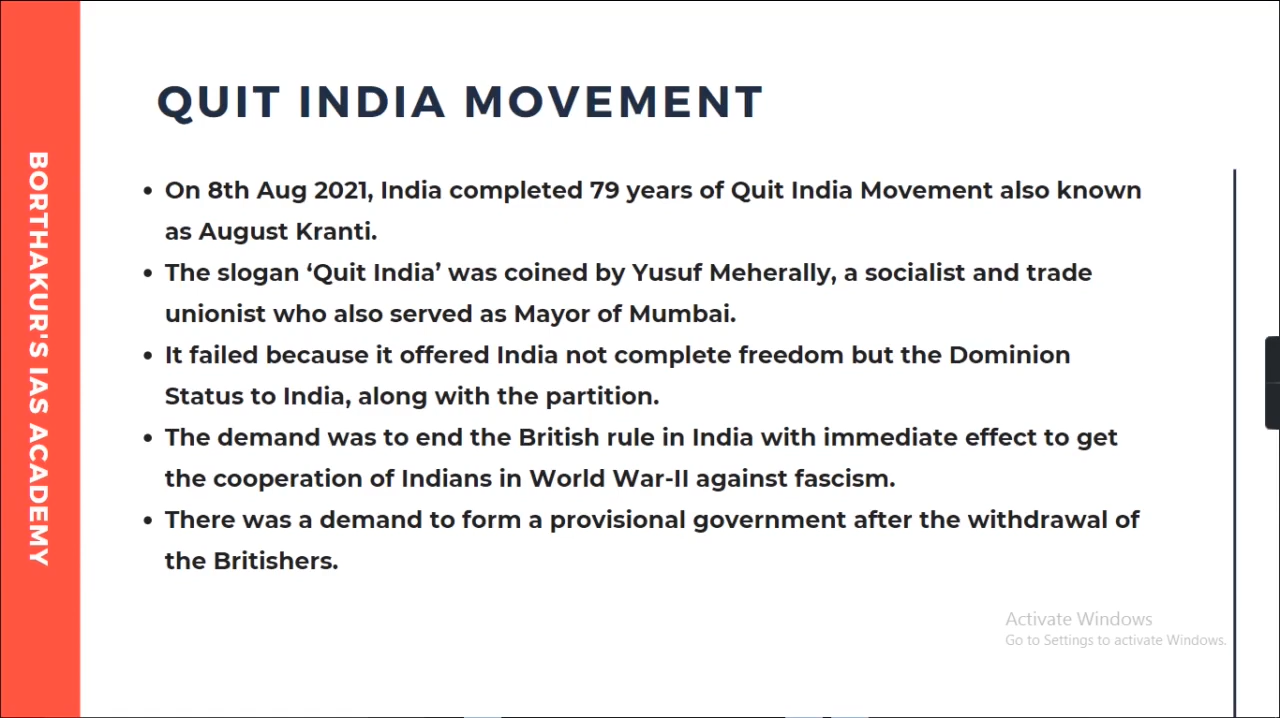 BORTHAKUR'S IAS ACADEMY
QUIT INDIA MOVEMENT
• On 8th Aug 2021, India completed 79 years of Quit India Movement also known
as August Kranti.
• The slogan ‘Quit India’ was coined by Yusuf Meherally, a socialist and trade
unionist who also served as Mayor of Mumbai.
• It failed because it offered India not complete freedom but the Dominion
Status to India, along with the partition.
• The demand was to end the British rule in India with immediate effect to get
the cooperation of Indians in World War-II against fascism.
• There was a demand to form a provisional government after the withdrawal of
the Britishers.
Activate Windows
Go to Settings to activate Windows.